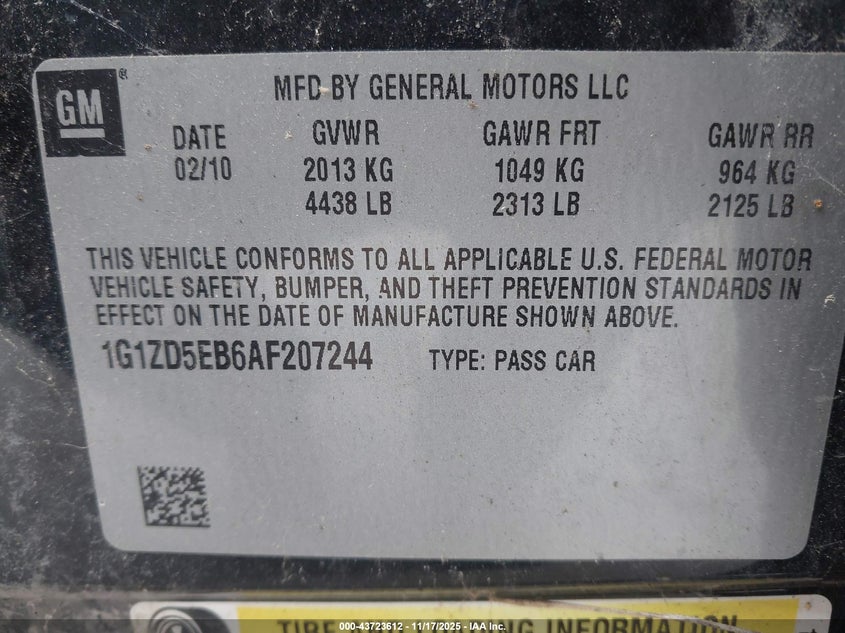 GM®
MFD BY GENERAL MOTORS LLC
DATE GVWR GAWR FRT GAWR RR
02/10 2013 KG 1049 KG 964 KG
4438 LB 2313 LB 2125 LB
THIS VEHICLE CONFORMS TO ALL APPLICABLE U.S. FEDERAL MOTOR
VEHICLE SAFETY, BUMPER, AND THEFT PREVENTION STANDARDS IN
EFFECT ON THE DATE OF MANUFACTURE SHOWN ABOVE.
1G1ZD5EB6AF207244 TYPE: PASS CAR
INFORMATION
000-43723612 - 11/17/2025 - IAA Inc.